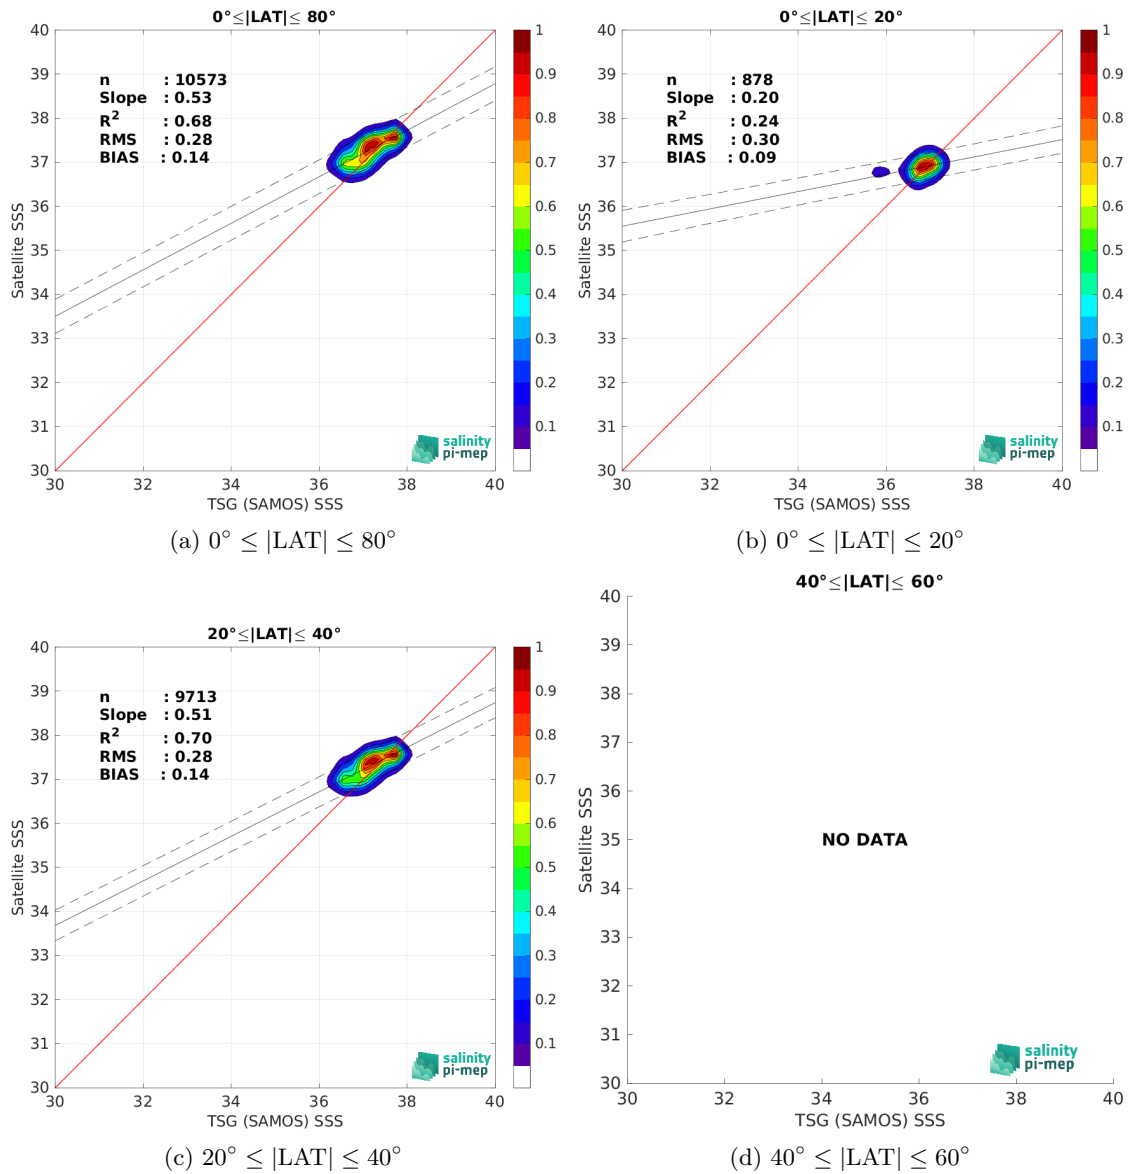 0°≤|LAT|≤ 80°
40
39
38
37
36
35
34
33
32
31
30
Satellite SSS
n : 10573
Slope : 0.53
R² : 0.68
RMS : 0.28
BIAS : 0.14
1
0.9
0.8
0.7
0.6
0.5
0.4
0.3
0.2
0.1
salinity
pi-mep
30 32 34 36 38 40
TSG (SAMOS) SSS
(a) 0° ≤ |LAT| ≤ 80°
0°≤|LAT|≤ 20°
40
39
38
37
36
35
34
33
32
31
30
Satellite SSS
n : 878
Slope : 0.20
R² : 0.24
RMS : 0.30
BIAS : 0.09
1
0.9
0.8
0.7
0.6
0.5
0.4
0.3
0.2
0.1
salinity
pi-mep
30 32 34 36 38 40
TSG (SAMOS) SSS
(b) 0° ≤ |LAT| ≤ 20°
20°≤|LAT|≤ 40°
40
39
38
37
36
35
34
33
32
31
30
Satellite SSS
n : 9713
Slope : 0.51
R² : 0.70
RMS : 0.28
BIAS : 0.14
1
0.9
0.8
0.7
0.6
0.5
0.4
0.3
0.2
0.1
salinity
pi-mep
30 32 34 36 38 40
TSG (SAMOS) SSS
(c) 20° ≤ |LAT| ≤ 40°
40°≤|LAT|≤ 60°
40
39
38
37
36
35
34
33
32
31
30
Satellite SSS
NO DATA
salinity
pi-mep
30 32 34 36 38 40
TSG (SAMOS) SSS
(d) 40° ≤ |LAT| ≤ 60°